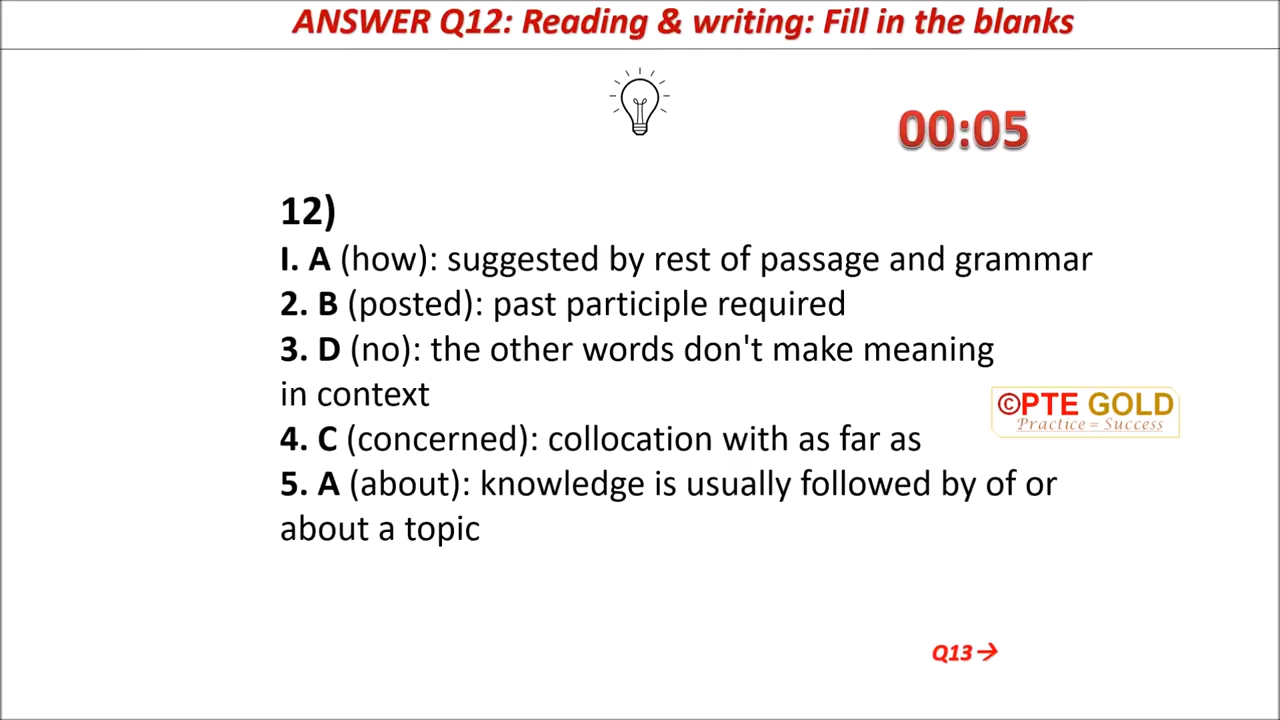 ANSWER Q12: Reading & writing: Fill in the blanks
00:05
12)
I. A (how): suggested by rest of passage and grammar
2. B (posted): past participle required
3. D (no): the other words don't make meaning
in context
©PTE GOLD
Practice = Success
4. C (concerned): collocation with as far as
5. A (about): knowledge is usually followed by of or
about a topic
Q13→